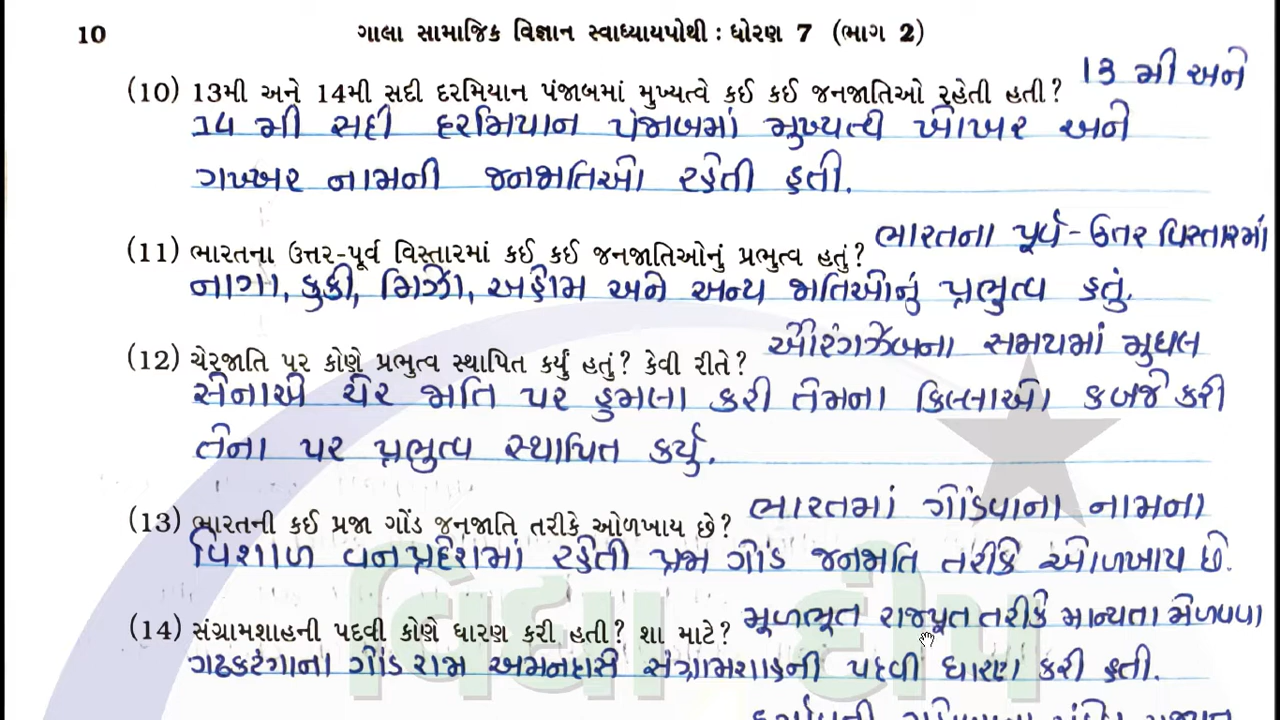 10 ગાલા સામાજિક વિજ્ઞાન સ્વાધ્યાયપોથી : ધોરણ 7 (ભાગ 2)
(10) 13મી અને 14મી સદી દરમિયાન પંજાબમાં મુખ્યત્વે કઈ કઈ જનજાતિઓ રહેતી હતી? 13 મી અને
14 મી સદી દરમિયાન પંજાબમાં મુખ્યત્વે ખોખર અને
ગખ્ખર નામની જનજાતિઓ રહેતી હતી.
(11) ભારતના ઉત્તર-પૂર્વ વિસ્તારમાં કઈ કઈ જનજાતિઓનું પ્રભુત્વ હતું? ભારતના પૂર્વ-ઉત્તર વિસ્તારમાં
નાગા, કુકી, મિઝો, અહોમ અને અન્ય જાતિઓનું પ્રભુત્વ હતું.
(12) ચેરજાતિ પર કોણે પ્રભુત્વ સ્થાપિત કર્યું હતું? કેવી રીતે? ઔરંગઝેબના સમયમાં મુઘલ
સેનાએ ચેર જાતિ પર હુમલા કરી તેમના કિલ્લાઓ કબજે કરી
તેના પર પ્રભુત્વ સ્થાપિત કર્યું.
(13) ભારતની કઈ પ્રજા ગોંડ જનજાતિ તરીકે ઓળખાય છે? ભારતમાં ગોંડવાના નામના
વિશાળ વનપ્રદેશમાં રહેતી પ્રજા ગોંડ જનજાતિ તરીકે ઓળખાય છે.
(14) સંગ્રામશાહની પદવી કોણે ધારણ કરી હતી? શા માટે? મૂળભૂત રાજપૂત તરીકે માન્યતા મેળવવા
ગઢકટંગાના ગોંડ રાજા અમનદાસે સંગ્રામશાહની પદવી ધારણ કરી હતી.
વિદ્યા દીપ